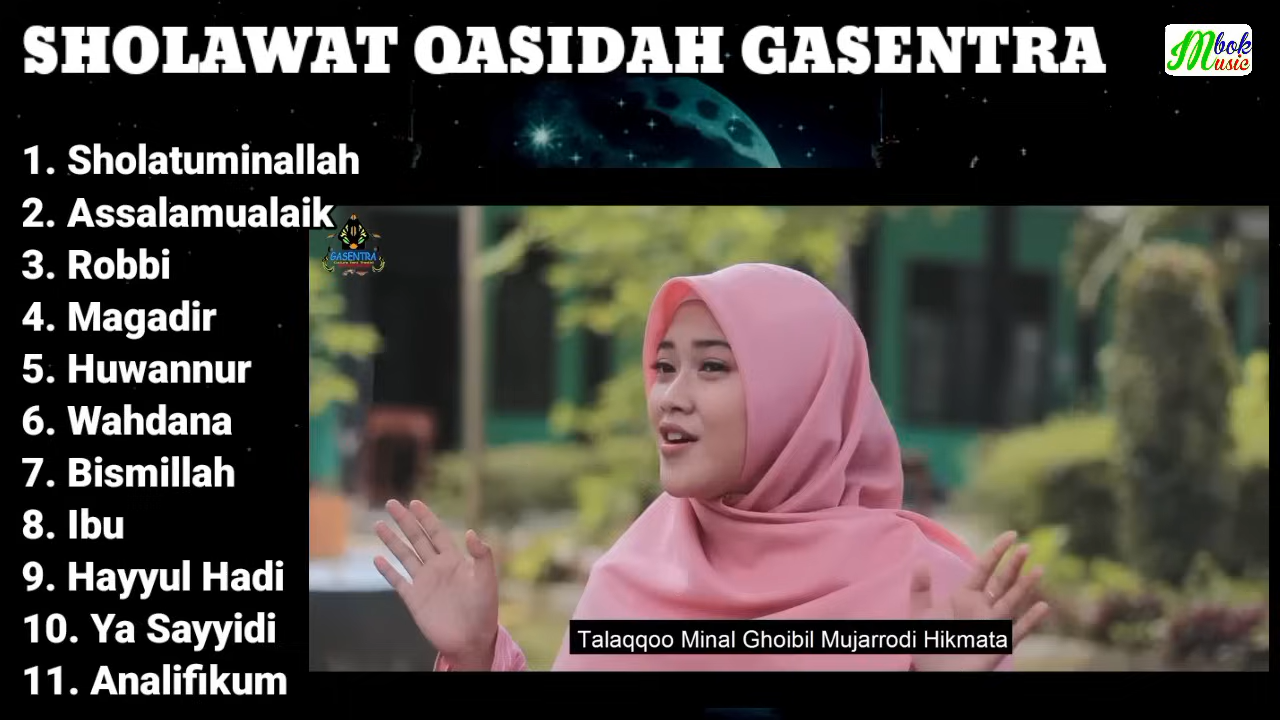 SHOLAWAT QASIDAH GASENTRA
Mbok
Music
1. Sholatuminallah
2. Assalamualaik
3. Robbi
4. Magadir
5. Huwannur
6. Wahdana
7. Bismillah
8. Ibu
9. Hayyul Hadi
10. Ya Sayyidi
11. Analifikum
GASENTRA
Talaqqoo Minal Ghoibil Mujarrodi Hikmata